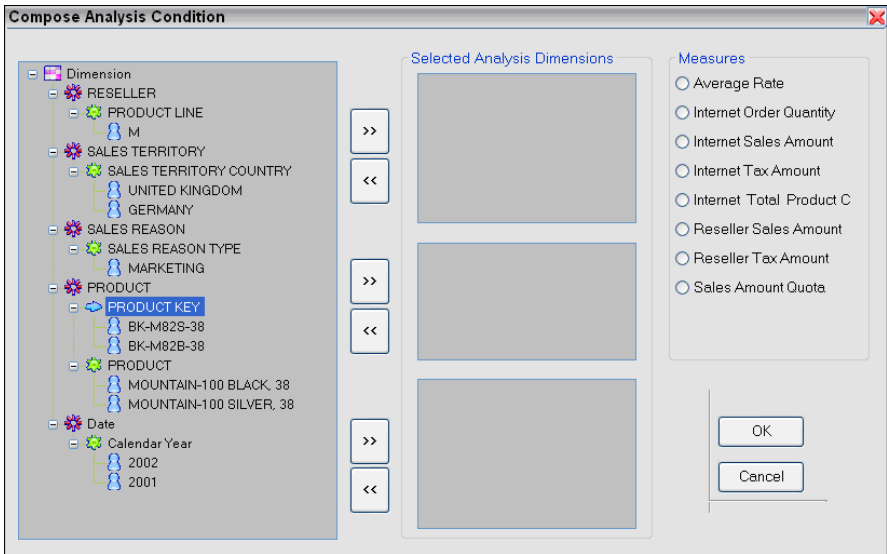 Compose Analysis Condition
Dimension
RESELLER
PRODUCT LINE
M
SALES TERRITORY
SALES TERRITORY COUNTRY
UNITED KINGDOM
GERMANY
SALES REASON
SALES REASON TYPE
MARKETING
PRODUCT
PRODUCT KEY
BK-M82S-38
BK-M82B-38
PRODUCT
MOUNTAIN-100 BLACK, 38
MOUNTAIN-100 SILVER, 38
Date
Calendar Year
2002
2001
>>
<<
>>
<<
>>
<<
Selected Analysis Dimensions
Measures
Average Rate
Internet Order Quantity
Internet Sales Amount
Internet Tax Amount
Internet Total Product C
Reseller Sales Amount
Reseller Tax Amount
Sales Amount Quota
OK
Cancel